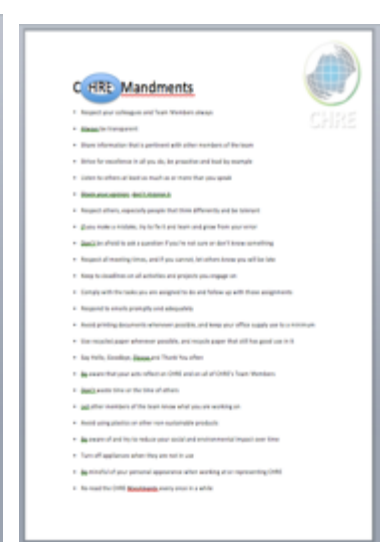 C HRE Mandments
CHRE
Respect your colleagues and Team Members always
Always be transparent
Share information that is pertinent with other members of the team
Strive for excellence in all you do, be proactive and lead by example
Listen to others at least as much as or more than you speak
Share your opinion, don't impose it
Respect others, especially people that think differently and be tolerant
If you make a mistake, try to fix it and learn and grow from your error
Don't be afraid to ask a question if you're not sure or don't know something
Respect all meeting times, and if you cannot, let others know you will be late
Keep to deadlines on all activities and projects you engage on
Comply with the tasks you are assigned to be and follow up with those assignments
Respond to emails promptly and adequately
Avoid printing documents whenever possible, and keep your office supply use to a minimum
Use recycled paper whenever possible, and recycle paper that still has good use in it
Say Hello, Goodbye, Please and Thank You often
Be aware that your acts reflect on CHRE and on all of CHRE's Team Members
Don't waste time or the time of others
Let other members of the team know what you are working on
Avoid using plastics or other non-sustainable products
Be aware of and try to reduce your social and environmental impact over time
Turn off appliances when they are not in use
Be mindful of your personal appearance when working at or representing CHRE
Re-read the CHRE Mandments every once in a while